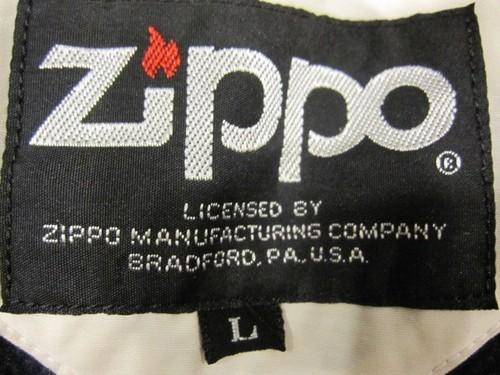 Zippo®
LICENSED BY
ZIPPO MANUFACTURING COMPANY
BRADFORD, PA., U.S.A.
L